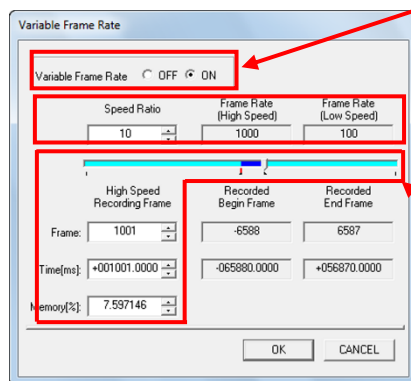 Variable Frame Rate
Variable Frame Rate OFF ON
Speed Ratio Frame Rate (High Speed) Frame Rate (Low Speed)
10 1000 100
High Speed Recording Frame Recorded Begin Frame Recorded End Frame
Frame: 1001 -6588 6587
Time[ms]: +001001.0000 -065880.0000 +056870.0000
Memory[%]: 7.597146
OK CANCEL